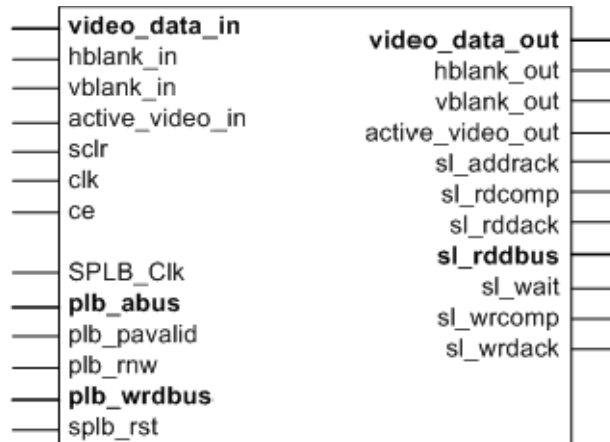 video_data_in
hblank_in
vblank_in
active_video_in
sclr
clk
ce
SPLB_Clk
plb_abus
plb_pavalid
plb_rnw
plb_wrdbus
splb_rst
video_data_out
hblank_out
vblank_out
active_video_out
sl_addrack
sl_rdcomp
sl_rddack
sl_rddbus
sl_wait
sl_wrcomp
sl_wrdack